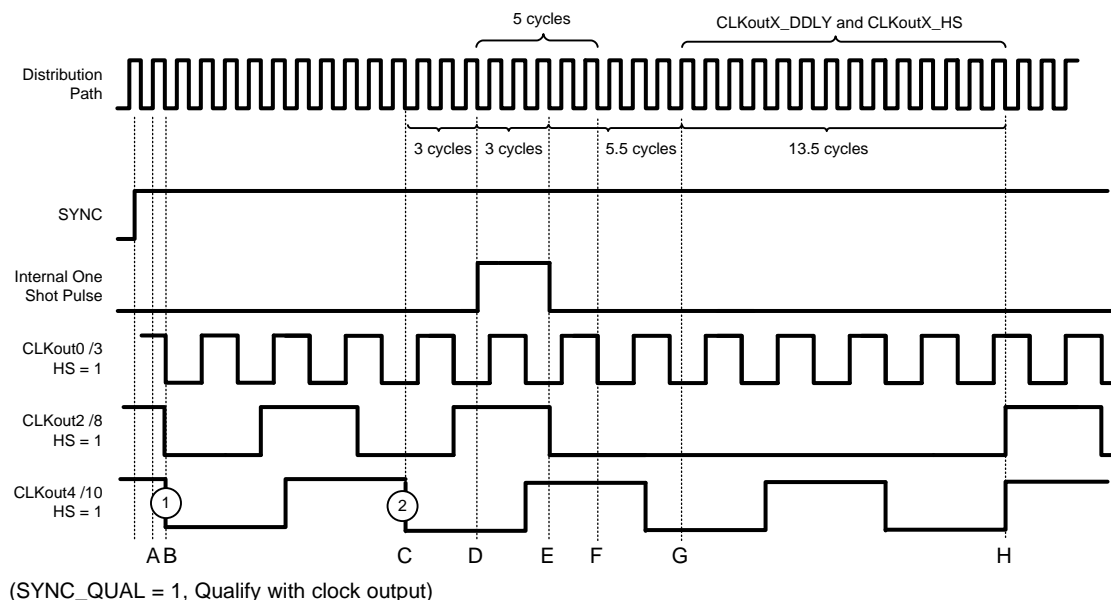 5 cycles
CLKoutX_DDLY and CLKoutX_HS
Distribution
Path
3 cycles
3 cycles
5.5 cycles
13.5 cycles
SYNC
Internal One
Shot Pulse
CLKout0 /3
HS = 1
CLKout2 /8
HS = 1
CLKout4 /10
HS = 1
1
2
A B C D E F G H
(SYNC_QUAL = 1, Qualify with clock output)